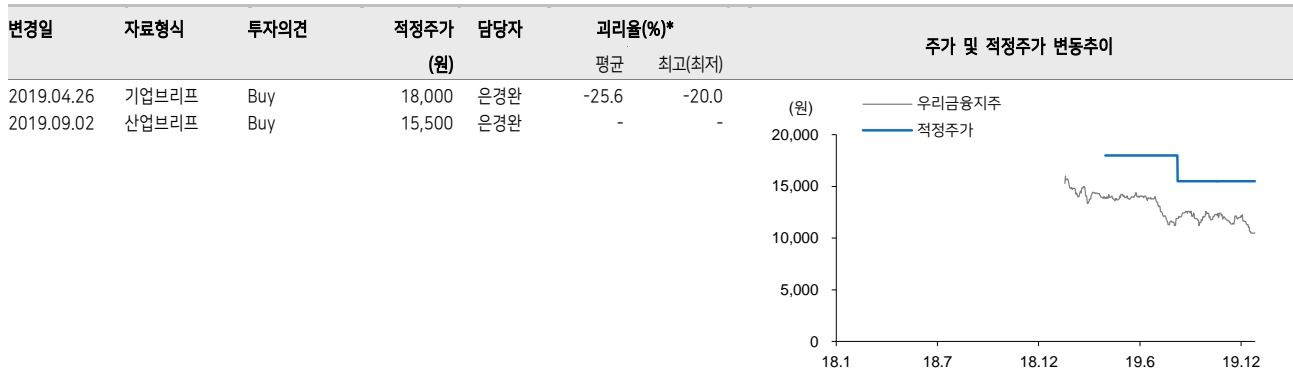 변경일 자료형식 투자의견 적정주가 담당자 괴리율(%)*
(원) 평균 최고(최저)
2019.04.26 기업브리프 Buy 18,000 은경완 -25.6 -20.0
2019.09.02 산업브리프 Buy 15,500 은경완 - -
주가 및 적정주가 변동추이
(원)
우리금융지주
적정주가
20,000
15,000
10,000
5,000
0
18.1 18.7 18.12 19.6 19.12